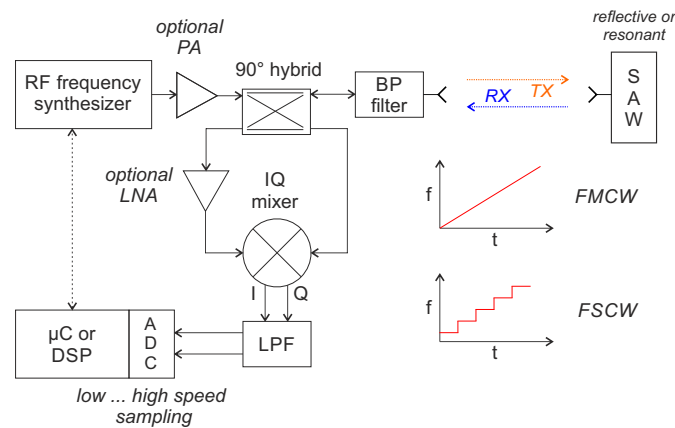 optional
PA
reflective or
resonant
RF frequency
synthesizer
90° hybrid
BP
filter
RX
TX
S
A
W
optional
LNA
IQ
mixer
f
t
FMCW
I
Q
f
t
FSCW
µC or
DSP
A
D
C
LPF
low ... high speed
sampling